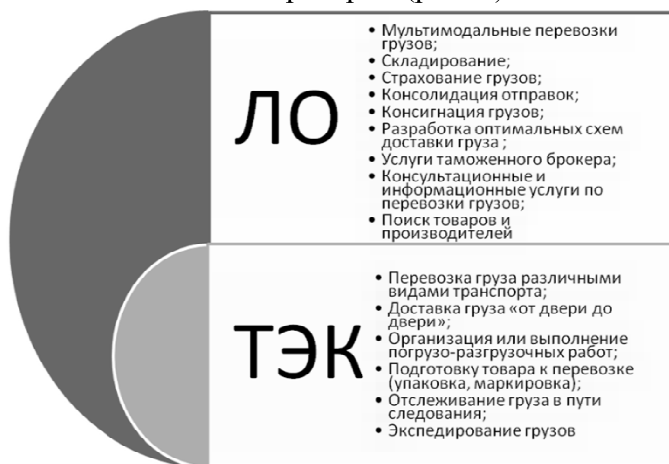 ЛО
• Мультимодальные перевозки
грузов;
• Складирование;
• Страхование грузов;
• Консолидация отправок;
• Консигнация грузов;
• Разработка оптимальных схем
доставки груза ;
• Услуги таможенного брокера;
• Консультационные и
информационные услуги по
перевозки грузов;
• Поиск товаров и
производителей
ТЭК
• Перевозка груза различными
видами транспорта;
• Доставка груза «от двери до
двери»;
• Организация или выполнение
погрузо-разгрузочных работ;
• Подготовку товара к перевозке
(упаковка, маркировка);
• Отслеживание груза в пути
следования;
• Экспедирование грузов